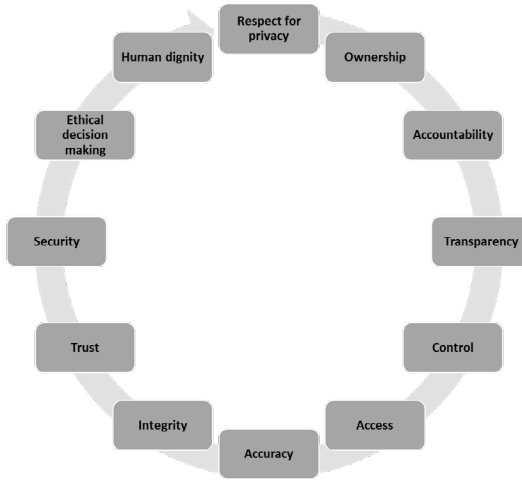 Respect for
privacy
Ownership
Accountability
Transparency
Control
Access
Accuracy
Integrity
Trust
Security
Ethical
decision
making
Human dignity